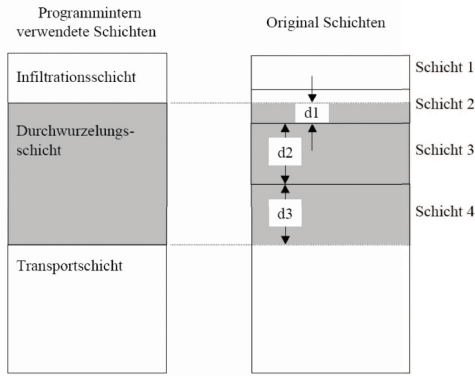 Programmintern
verwendete Schichten
Original Schichten
Infiltrationsschicht
Durchwurzelungs-
schicht
Transportschicht
Schicht 1
Schicht 2
d1
d2
Schicht 3
d3
Schicht 4